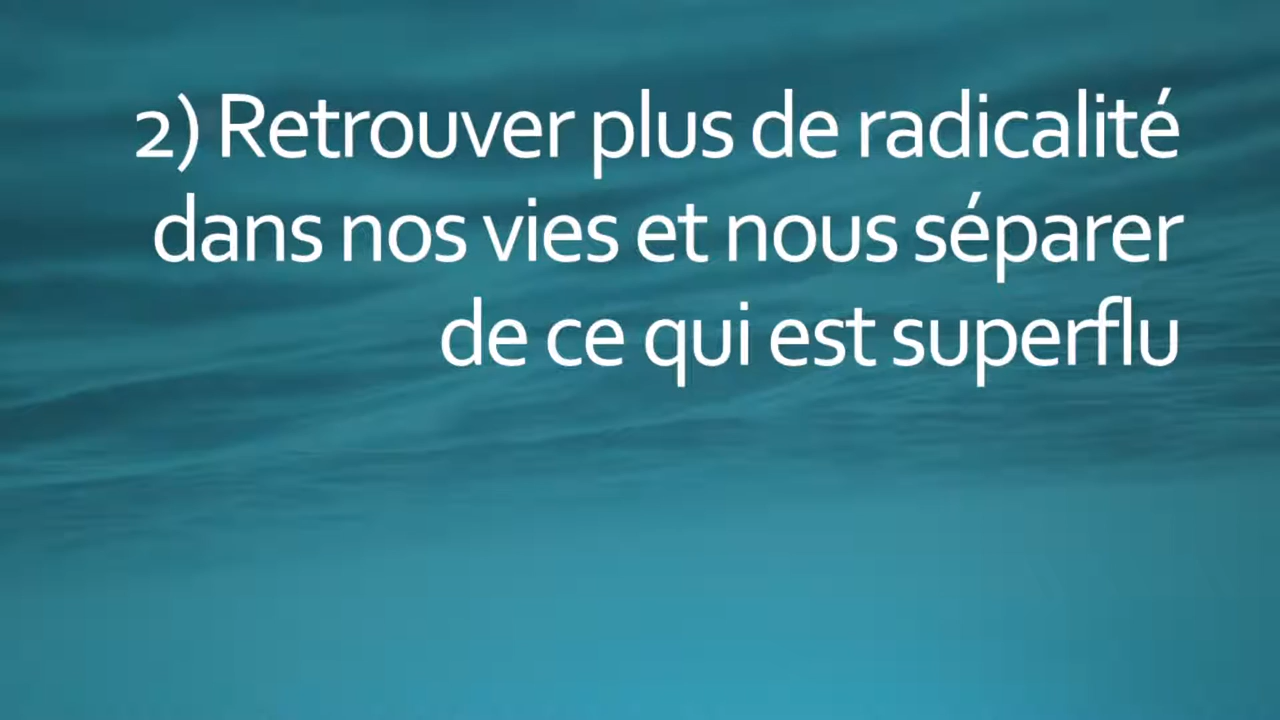 2) Retrouver plus de radicalité
dans nos vies et nous séparer
de ce qui est superflu